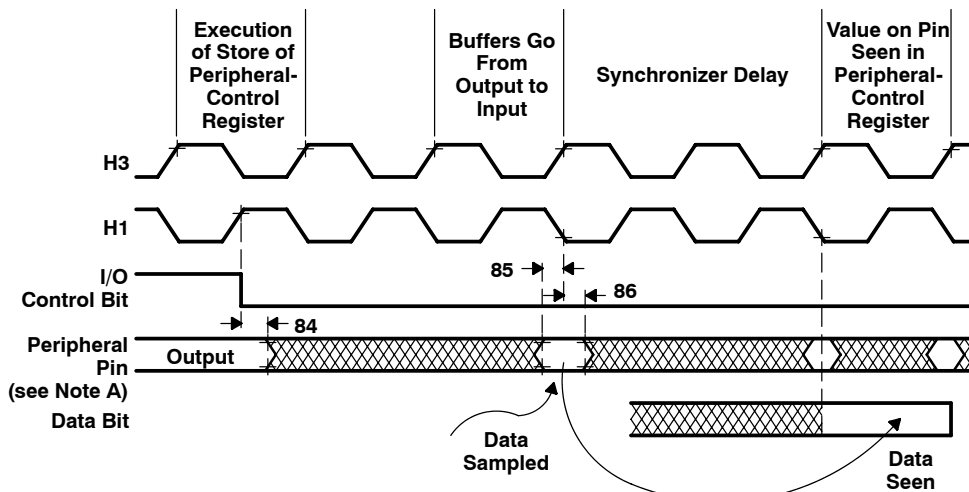 Execution
of Store of
Peripheral-
Control
Register
Buffers Go
From
Output to
Input
Synchronizer Delay
Value on Pin
Seen in
Peripheral-
Control
Register
H3
H1
I/O
Control Bit
85
86
84
Peripheral
Pin
(see Note A)
Output
Data Bit
Data
Sampled
Data
Seen